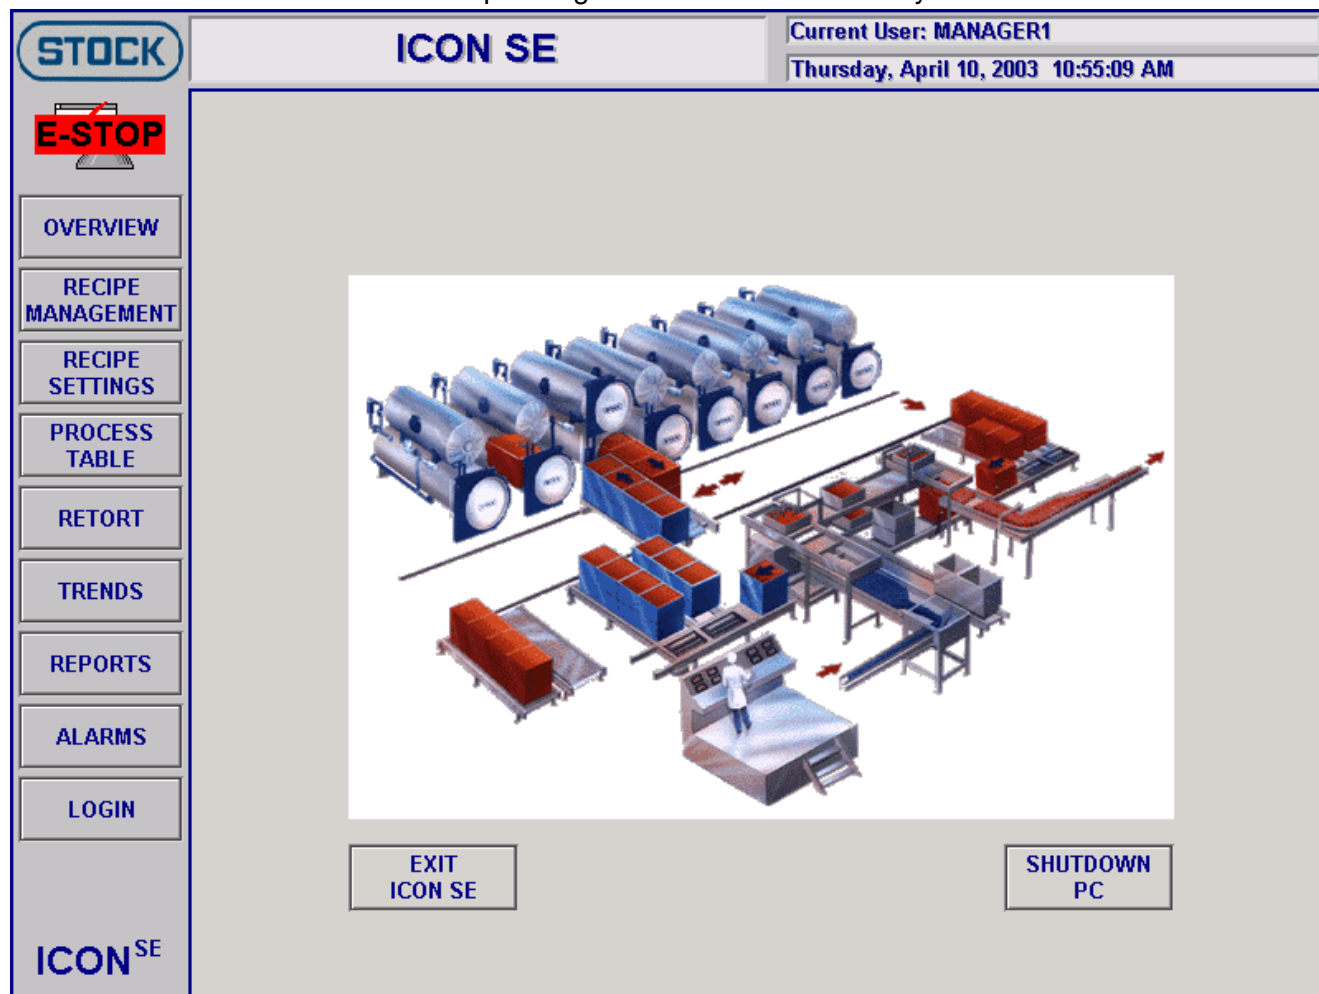 STOCK
ICON SE
Current User: MANAGER1
Thursday, April 10, 2003 10:55:09 AM
E-STOP
OVERVIEW
RECIPE
MANAGEMENT
RECIPE
SETTINGS
PROCESS
TABLE
RETORT
TRENDS
REPORTS
ALARMS
LOGIN
EXIT
ICON SE
SHUTDOWN
PC
ICON SE